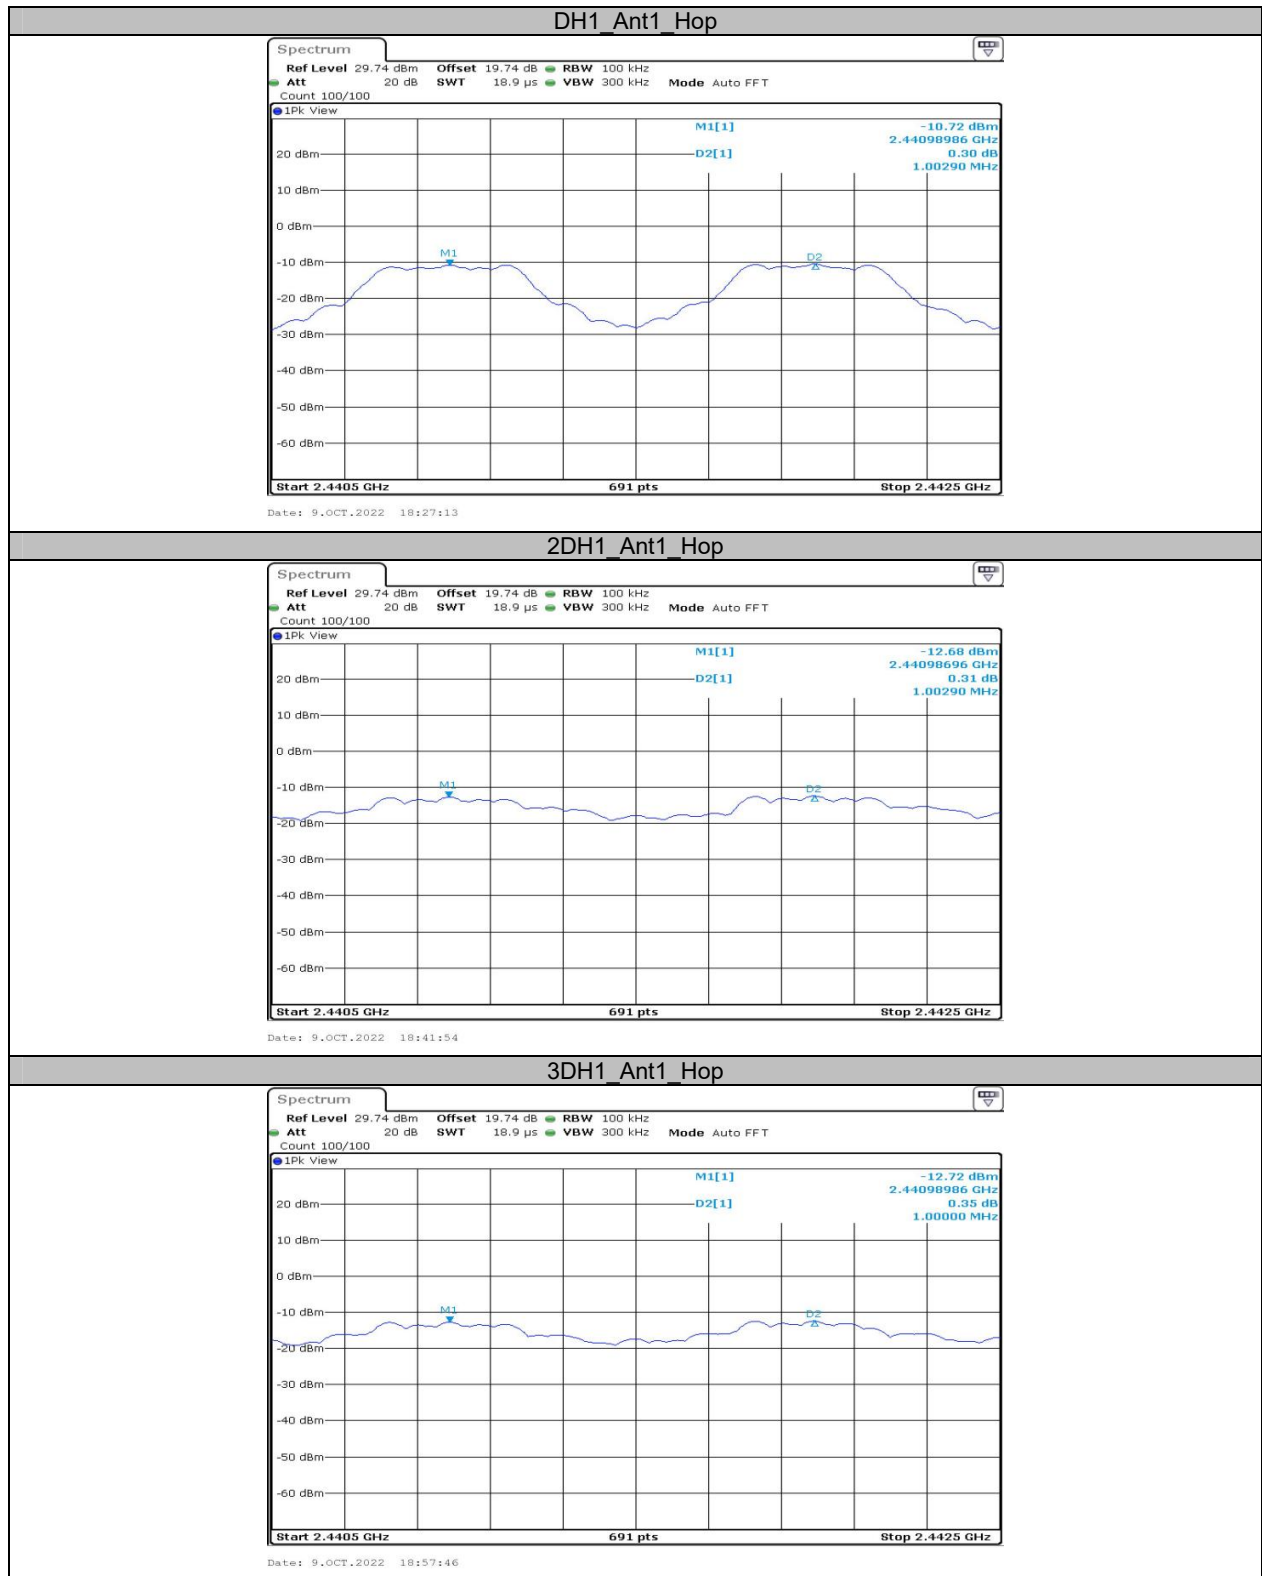 DH1_Ant1_Hop
Spectrum
Ref Level 29.74 dBm Offset 19.74 dB RBW 100 kHz
Att 20 dB SWT 18.9 µs VBW 300 kHz Mode Auto FFT
Count 100/100
1Pk View
M1[1] -10.72 dBm
2.44098986 GHz
20 dBm D2[1] 0.30 dB
1.00290 MHz
10 dBm
0 dBm
M1
D2
-10 dBm
-20 dBm
-30 dBm
-40 dBm
-50 dBm
-60 dBm
Start 2.4405 GHz 691 pts Stop 2.4425 GHz
Date: 9.OCT.2022 18:27:13
2DH1_Ant1_Hop
Spectrum
Ref Level 29.74 dBm Offset 19.74 dB RBW 100 kHz
Att 20 dB SWT 18.9 µs VBW 300 kHz Mode Auto FFT
Count 100/100
1Pk View
M1[1] -12.68 dBm
2.44098696 GHz
20 dBm D2[1] 0.31 dB
1.00290 MHz
10 dBm
0 dBm
-10 dBm M1 D2
-20 dBm
-30 dBm
-40 dBm
-50 dBm
-60 dBm
Start 2.4405 GHz 691 pts Stop 2.4425 GHz
Date: 9.OCT.2022 18:41:54
3DH1_Ant1_Hop
Spectrum
Ref Level 29.74 dBm Offset 19.74 dB RBW 100 kHz
Att 20 dB SWT 18.9 µs VBW 300 kHz Mode Auto FFT
Count 100/100
1Pk View
M1[1] -12.72 dBm
2.44098986 GHz
20 dBm D2[1] 0.35 dB
1.00000 MHz
10 dBm
0 dBm
-10 dBm M1 D2
-20 dBm
-30 dBm
-40 dBm
-50 dBm
-60 dBm
Start 2.4405 GHz 691 pts Stop 2.4425 GHz
Date: 9.OCT.2022 18:57:46